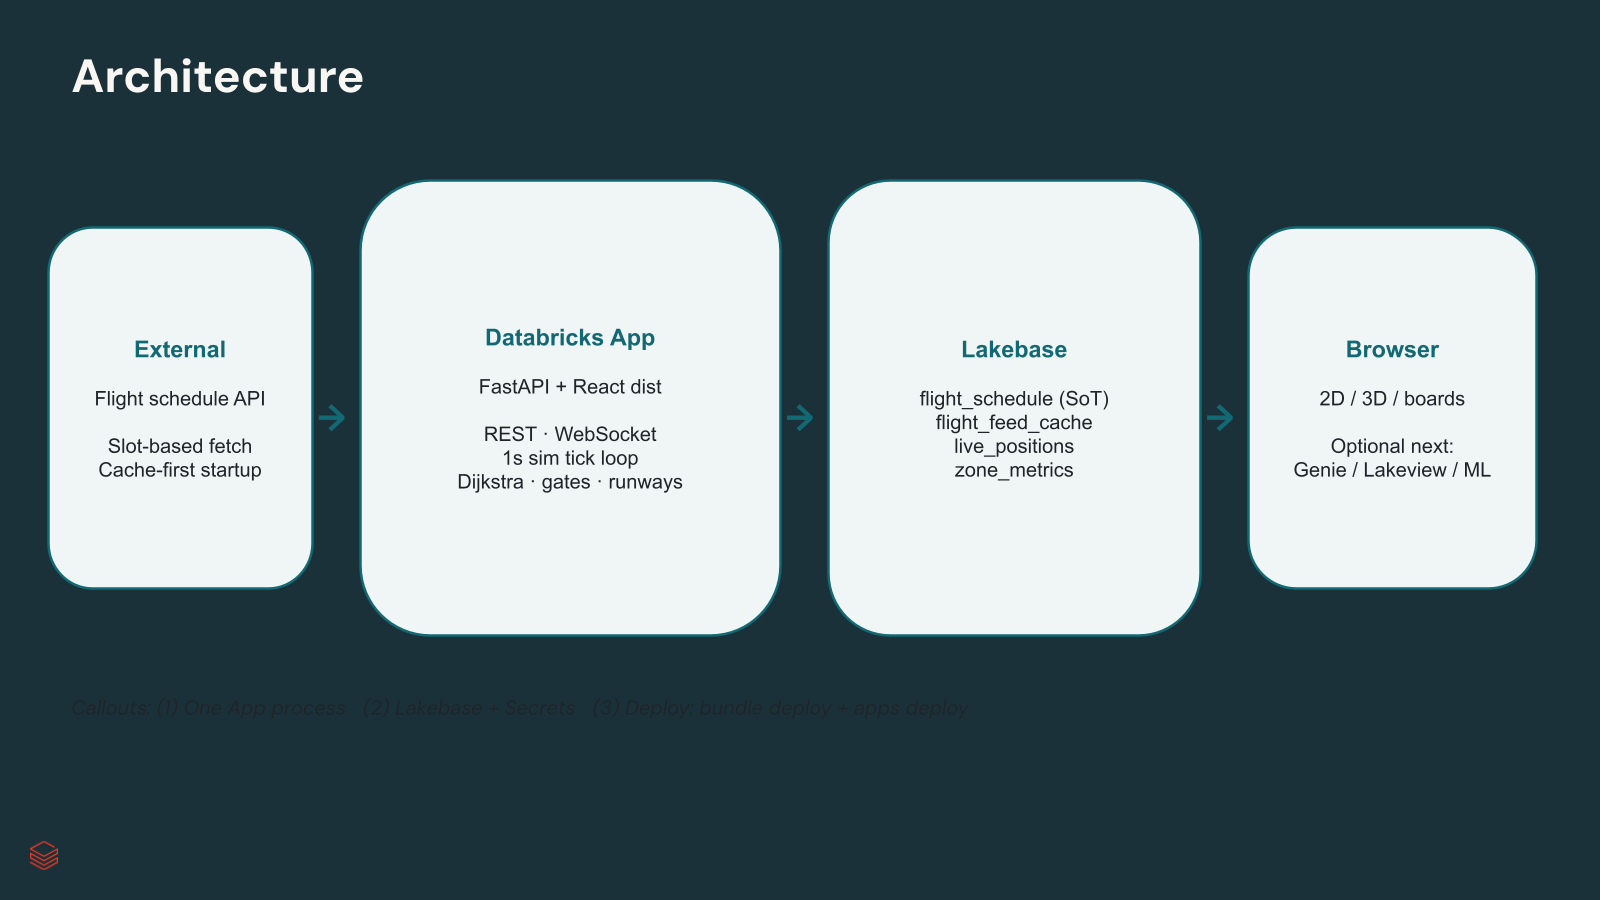 Architecture
External
Flight schedule API
Slot-based fetch
Cache-first startup
Databricks App
FastAPI + React dist
REST · WebSocket
1s sim tick loop
Dijkstra · gates · runways
Lakebase
flight_schedule (SoT)
flight_feed_cache
live_positions
zone_metrics
Browser
2D / 3D / boards
Optional next:
Genie / Lakeview / ML
Callouts: (1) One App process (2) Lakebase + Secrets (3) Deploy: bundle deploy + apps deploy